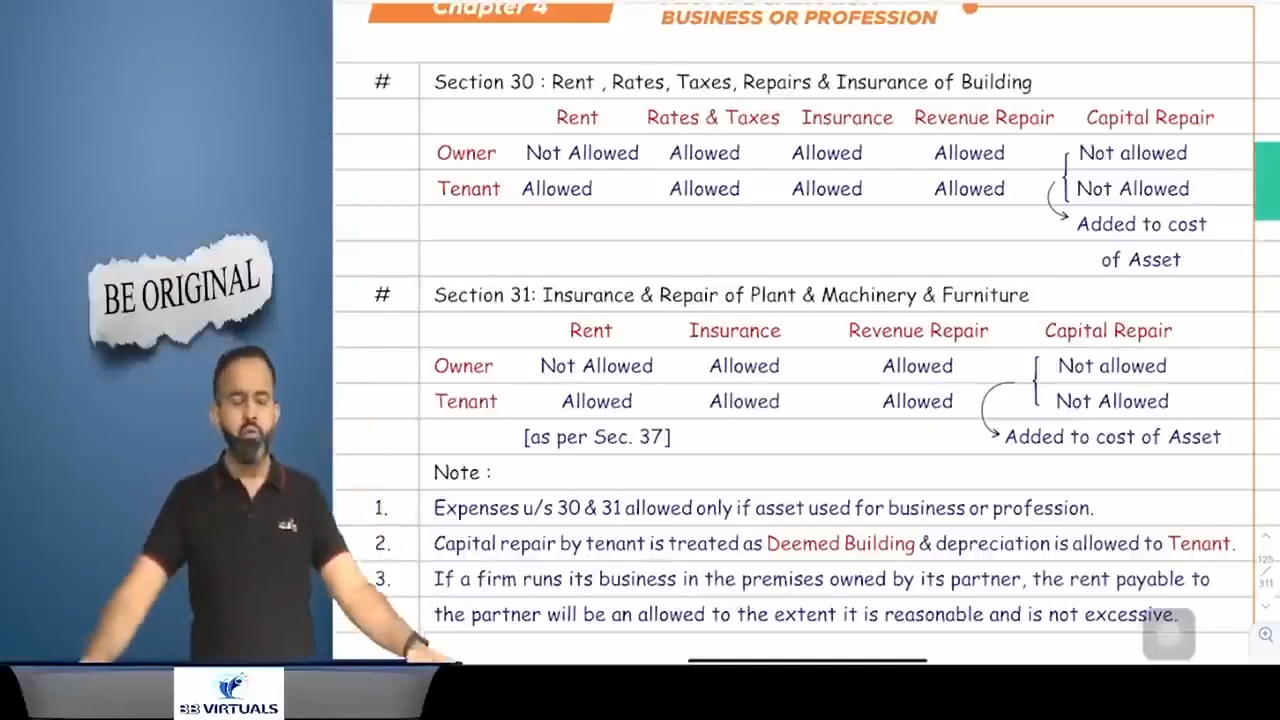 Chapter 4
BUSINESS OR PROFESSION
# Section 30 : Rent , Rates, Taxes, Repairs & Insurance of Building
Rent Rates & Taxes Insurance Revenue Repair Capital Repair
Owner Not Allowed Allowed Allowed Allowed Not allowed
Tenant Allowed Allowed Allowed Allowed Not Allowed
Added to cost
of Asset
# Section 31: Insurance & Repair of Plant & Machinery & Furniture
Rent Insurance Revenue Repair Capital Repair
Owner Not Allowed Allowed Allowed Not allowed
Tenant Allowed Allowed Allowed Not Allowed
[as per Sec. 37] Added to cost of Asset
Note :
1. Expenses u/s 30 & 31 allowed only if asset used for business or profession.
2. Capital repair by tenant is treated as Deemed Building & depreciation is allowed to Tenant.
3. If a firm runs its business in the premises owned by its partner, the rent payable to
the partner will be an allowed to the extent it is reasonable and is not excessive.
125
/
311
BE ORIGINAL
BB VIRTUALS